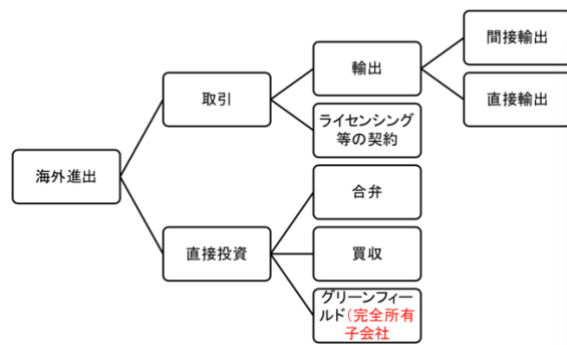 間接輸出
輸出
取引
直接輸出
ライセンシング
等の契約
海外進出
合弁
直接投資
買収
グリーンフィー
ルド（完全所有
子会社